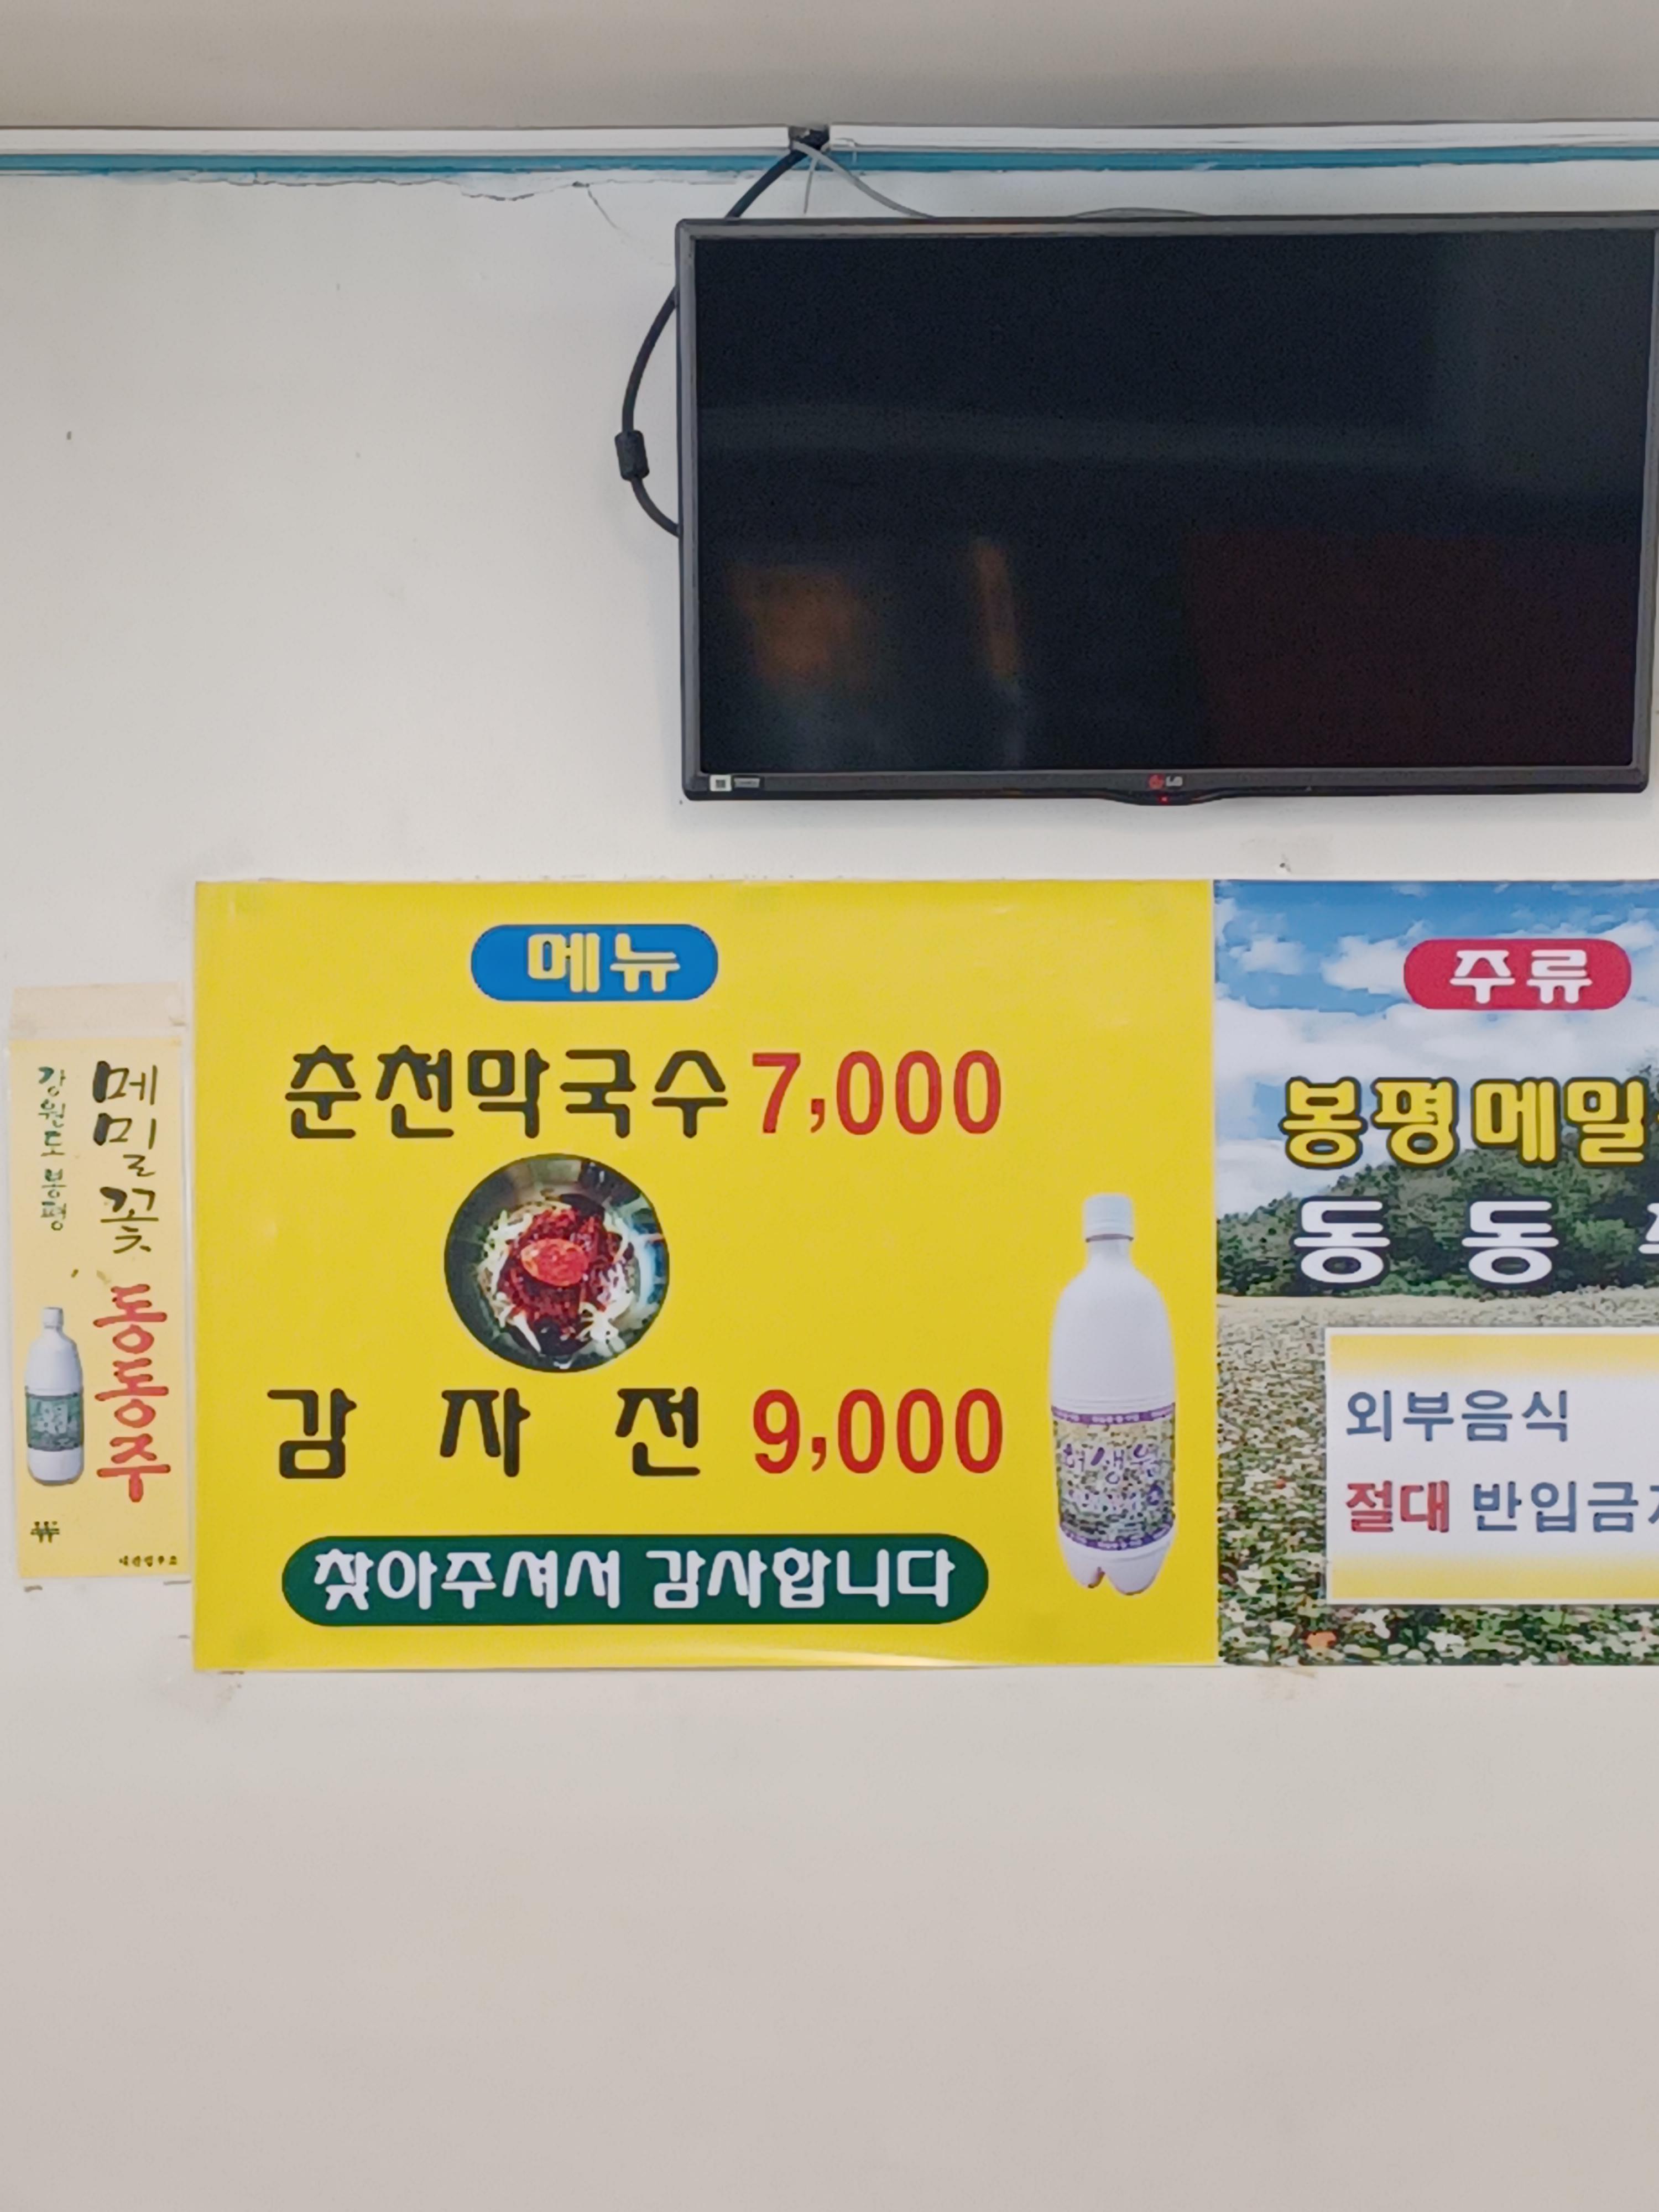 LG
강원도 봉평
메밀꽃
동동주
₩
메뉴
춘천막국수 7,000
감 자 전 9,000
찾아주셔서 감사합니다
주류
봉평메밀
동 동
외부음식
절대 반입금